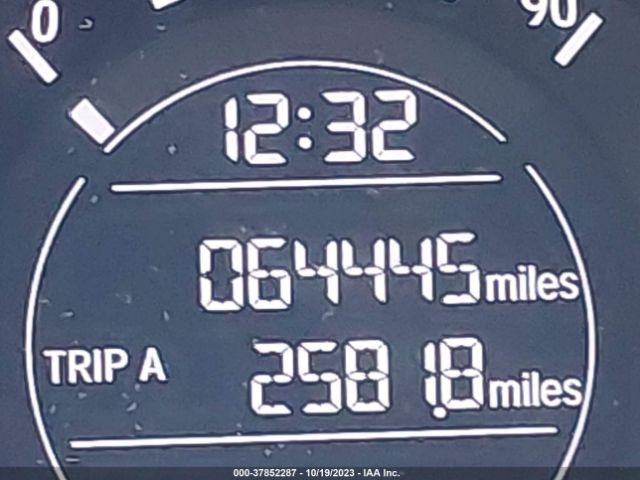 0 90
12:32
064445 miles
TRIP A 2581.8 miles
000-37852287 - 10/19/2023 - IAA Inc.